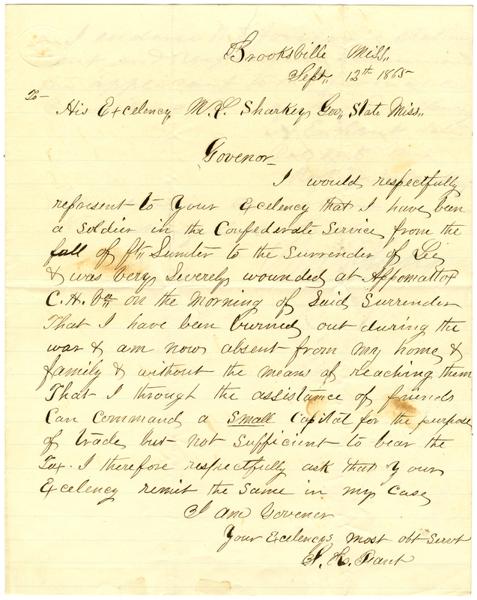 Brooksville Miss,,
Sept,, 12th 1865
To
His Excelency, W. L. Sharkey, Gov, State Miss,,
Govenor
I would respectfully
represent to Your Excelency that I have been
a soldier in the Confederate Service from the
fall of ft, Sumter to the Surrender of Lee
& was very severely wounded at Appomattox
C. H. Va on the morning of Said Surrender
That I have been burned out during the
war & am now absent from my home &
family & without the means of reaching them
That I through the assistance of friends
Can Command a Small Capital for the purpose
of trade but not Sufficient to bear the
Tax. I therefore respectfully ask that Your
Excelency remit the Same in my case
I am Govenor
Your Excelencys most obt Servt